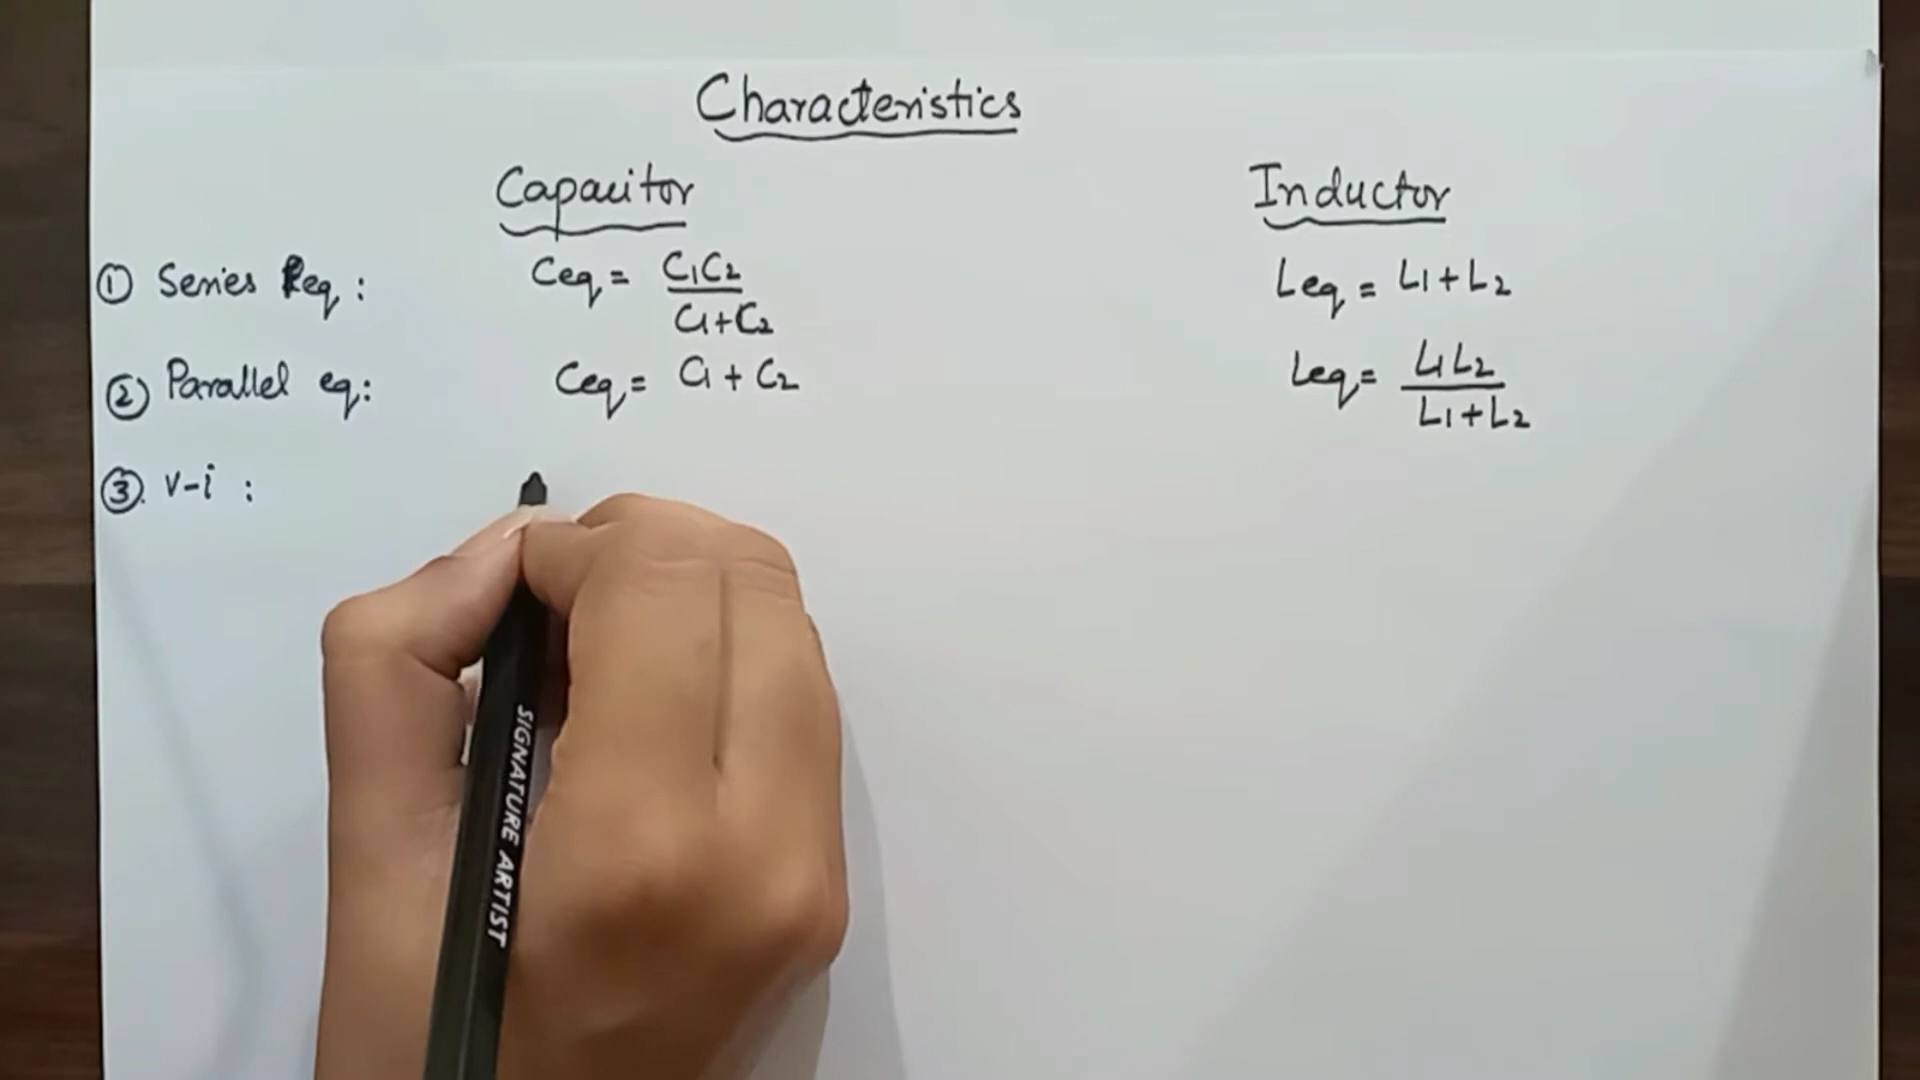 Characteristics
Capacitor Inductor
① Series Req : Ceq = C1C2 / C1+C2 Leq = L1+L2
② Parallel eq: Ceq = C1 + C2 Leq = L1L2 / L1+L2
③. v-i :
SIGNATURE ARTIST